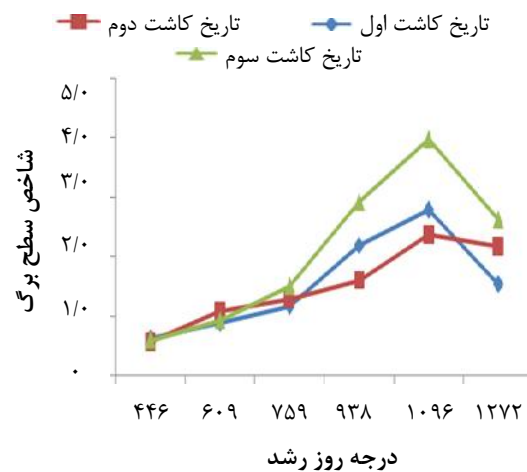 تاریخ کاشت اول تاریخ کاشت دوم
تاریخ کاشت سوم
۵/۰
۴/۰
۳/۰
۲/۰
۱/۰
۰
شاخص سطح برگ
۴۴۶ ۶۰۹ ۷۵۹ ۹۳۸ ۱۰۹۶ ۱۲۷۲
درجه روز رشد